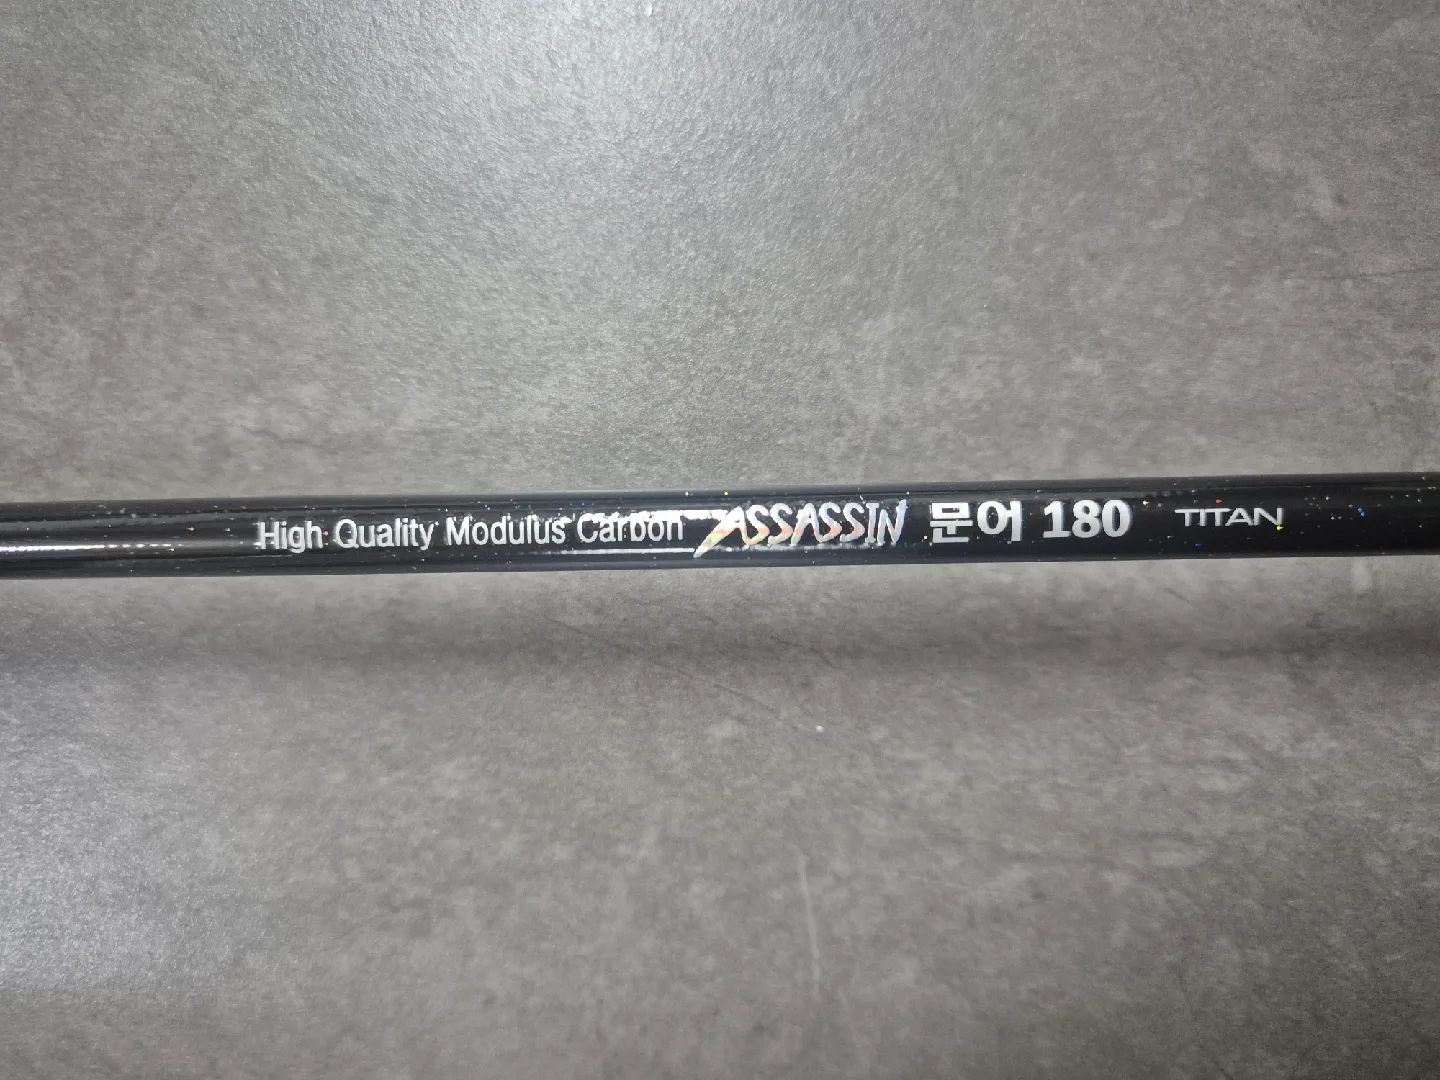 High Quality Modulus Carbon ASSASSIN 문어 180 TITAN